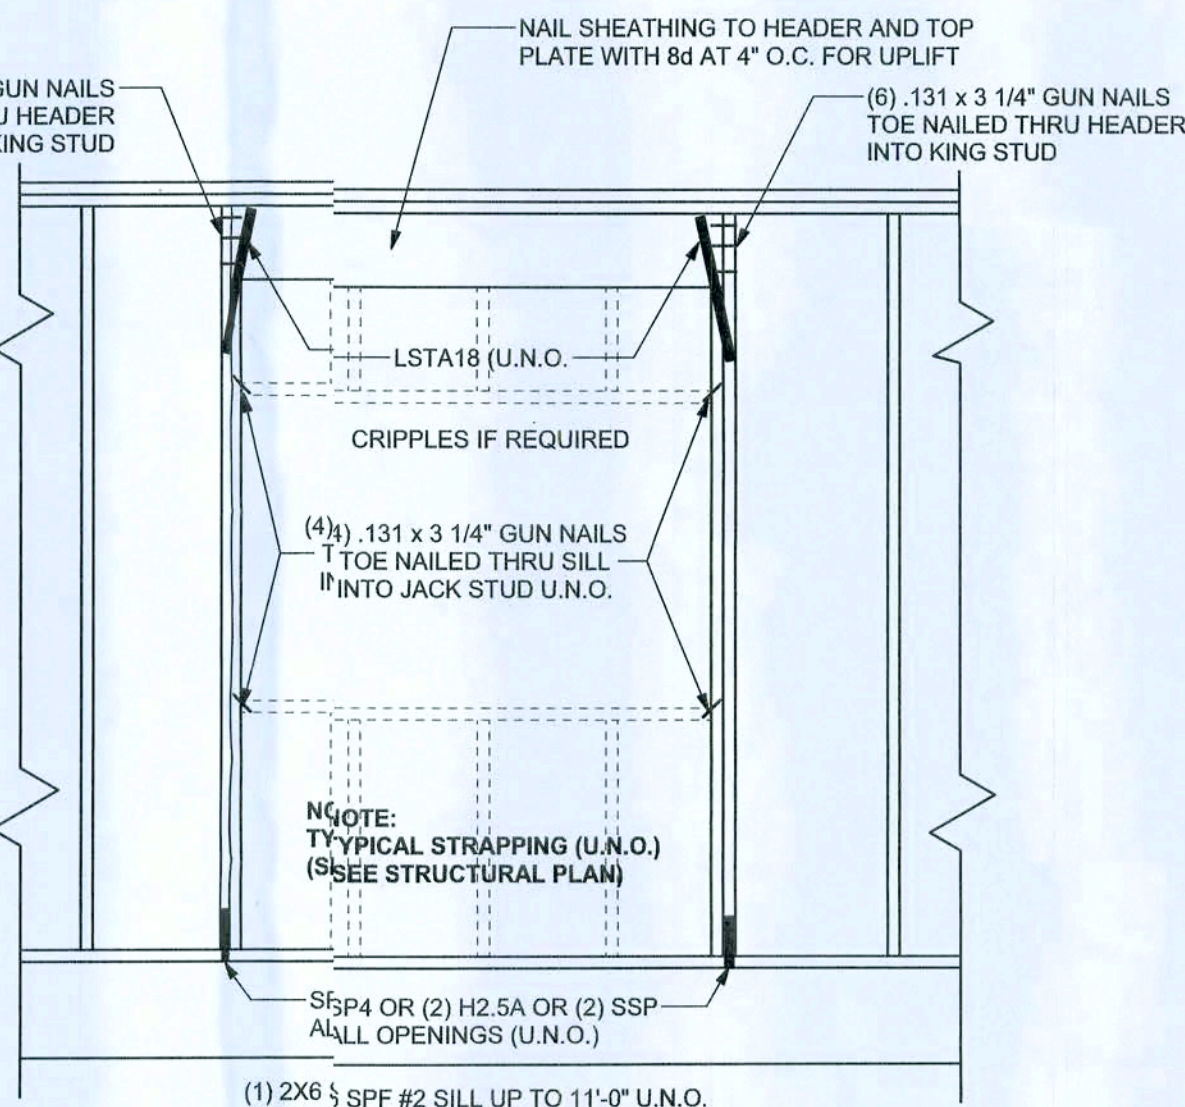 NAIL SHEATHING TO HEADER AND TOP
PLATE WITH 8d AT 4" O.C. FOR UPLIFT
GUN NAILS
HEADER
KING STUD
(6) .131 x 3 1/4" GUN NAILS
TOE NAILED THRU HEADER
INTO KING STUD
LSTA18 (U.N.O.
CRIPPLES IF REQUIRED
(4) .131 x 3 1/4" GUN NAILS
TOE NAILED THRU SILL
INTO JACK STUD U.N.O.
NOTE:
TYPICAL STRAPPING (U.N.O.)
(SEE STRUCTURAL PLAN)
SP4 OR (2) H2.5A OR (2) SSP
ALL OPENINGS (U.N.O.)
(1) 2X6 SPF #2 SILL UP TO 11'-0" U.N.O.